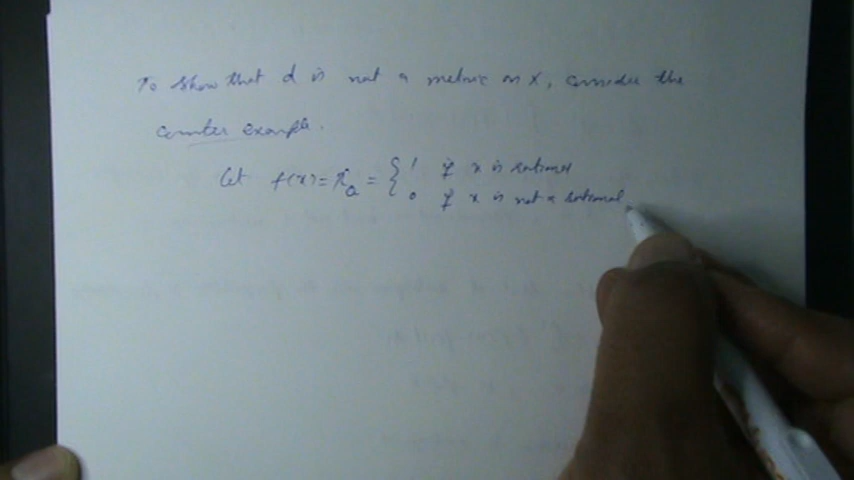 To show that d is not a metric on X, consider the
counter example.
Let f(x) = χ_Q = { 1 if x is rational
0 if x is not a rational.